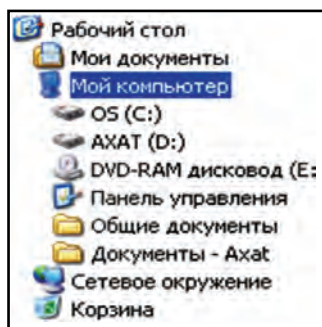 Рабочий стол
Мои документы
Мой компьютер
OS (C:)
AXAT (D:)
DVD-RAM дисковод (E:
Панель управления
Общие документы
Документы - Axat
Сетевое окружение
Корзина